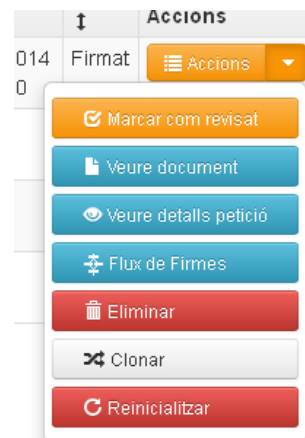 Accions
014 Firmat Accions
0
Marcar com revisat
Veure document
Veure detalls petició
Flux de Firmes
Eliminar
Clonar
Reinicialitzar